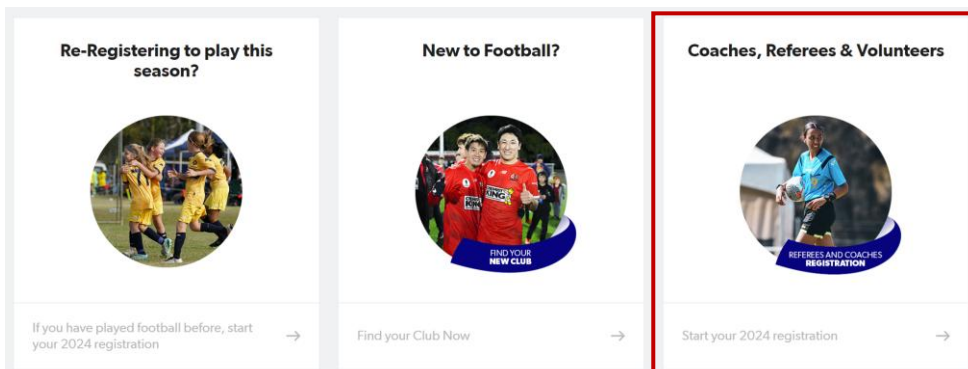 Re-Registering to play this
season?
If you have played football before, start
your 2024 registration
New to Football?
FIND YOUR
NEW CLUB
Find your Club Now
Coaches, Referees & Volunteers
REFEREES AND COACHES
REGISTRATION
Start your 2024 registration